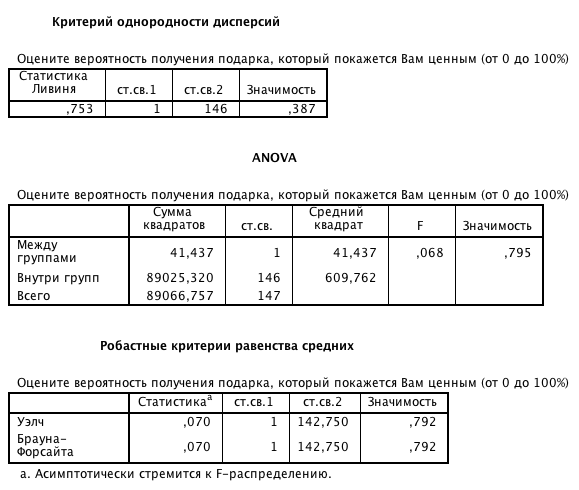 Критерий однородности дисперсий
Оцените вероятность получения подарка, который покажется Вам ценным (от 0 до 100%)
Статистика Ливиня ст.св.1 ст.св.2 Значимость
,753 1 146 ,387
ANOVA
Оцените вероятность получения подарка, который покажется Вам ценным (от 0 до 100%)
Сумма квадратов ст.св. Средний квадрат F Значимость
Между группами 41,437 1 41,437 ,068 ,795
Внутри групп 89025,320 146 609,762
Всего 89066,757 147
Робастные критерии равенства средних
Оцените вероятность получения подарка, который покажется Вам ценным (от 0 до 100%)
Статистикаª ст.св.1 ст.св.2 Значимость
Уэлч ,070 1 142,750 ,792
Брауна-Форсайта ,070 1 142,750 ,792
а. Асимптотически стремится к F-распределению.